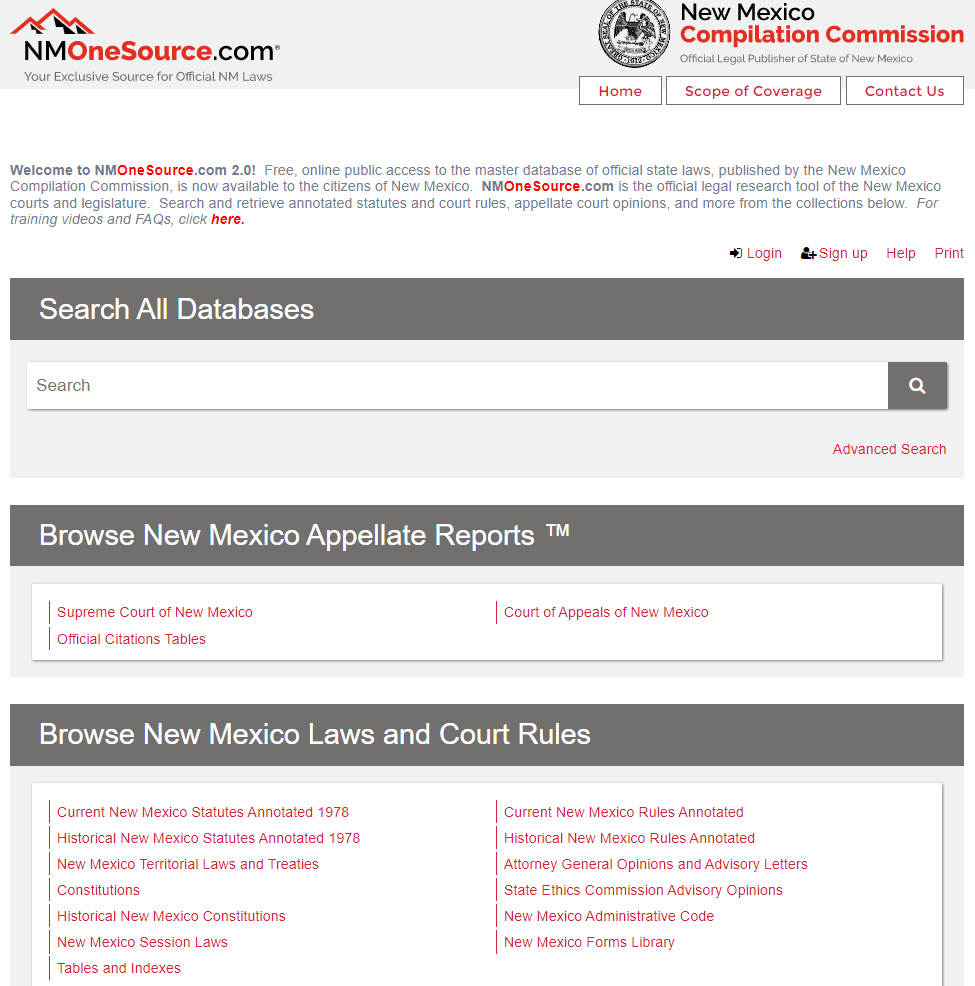 NMOneSource.com®
Your Exclusive Source for Official NM Laws
New Mexico
Compilation Commission
Official Legal Publisher of State of New Mexico
Home
Scope of Coverage
Contact Us
Welcome to NMOneSource.com 2.0!  Free, online public access to the master database of official state laws, published by the New Mexico
Compilation Commission, is now available to the citizens of New Mexico.  NMOneSource.com is the official legal research tool of the New Mexico
courts and legislature.  Search and retrieve annotated statutes and court rules, appellate court opinions, and more from the collections below.  For
training videos and FAQs, click here.
Login Sign up Help Print
Search All Databases
Search
Advanced Search
Browse New Mexico Appellate Reports ™
Supreme Court of New Mexico
Court of Appeals of New Mexico
Official Citations Tables
Browse New Mexico Laws and Court Rules
Current New Mexico Statutes Annotated 1978
Current New Mexico Rules Annotated
Historical New Mexico Statutes Annotated 1978
Historical New Mexico Rules Annotated
New Mexico Territorial Laws and Treaties
Attorney General Opinions and Advisory Letters
Constitutions
State Ethics Commission Advisory Opinions
Historical New Mexico Constitutions
New Mexico Administrative Code
New Mexico Session Laws
New Mexico Forms Library
Tables and Indexes